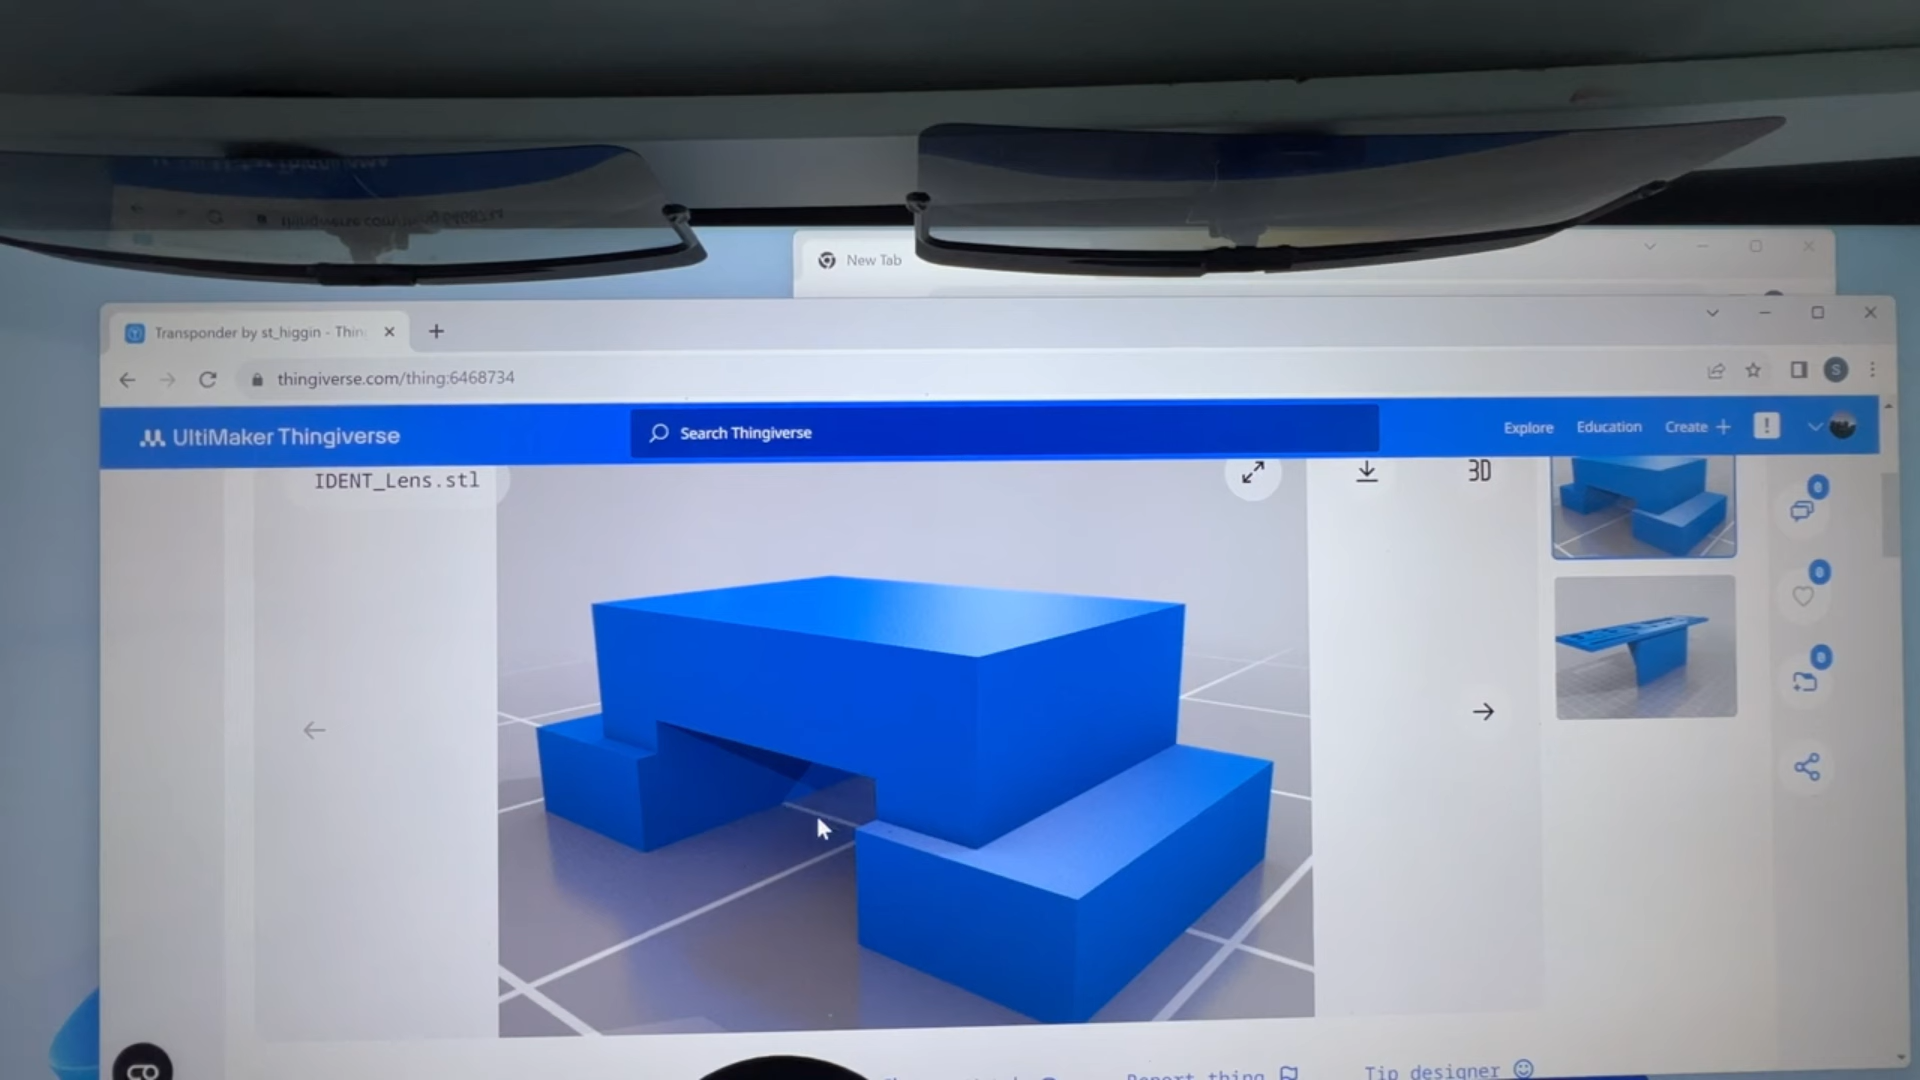 New Tab
Transponder by st_higgin - Thin
thingiverse.com/thing:6468734
UltiMaker Thingiverse
Search Thingiverse
Explore
Education
Create +
!
S
IDENT_Lens.stl
3D
0
0
0
Report thing
Tip designer